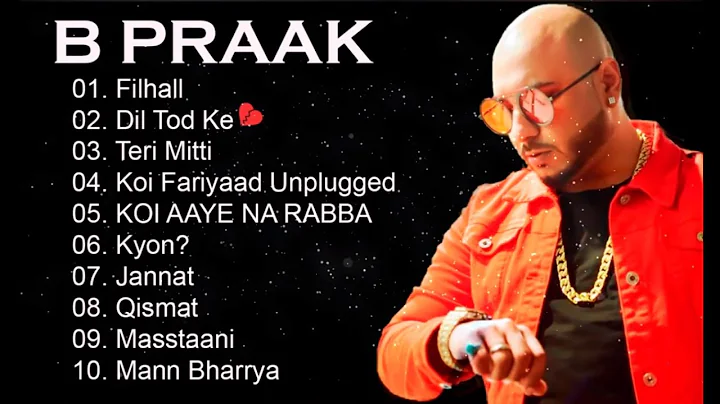 B PRAAK
01. Filhall
02. Dil Tod Ke
03. Teri Mitti
04. Koi Fariyaad Unplugged
05. KOI AAYE NA RABBA
06. Kyon?
07. Jannat
08. Qismat
09. Masstaani
10. Mann Bharrya